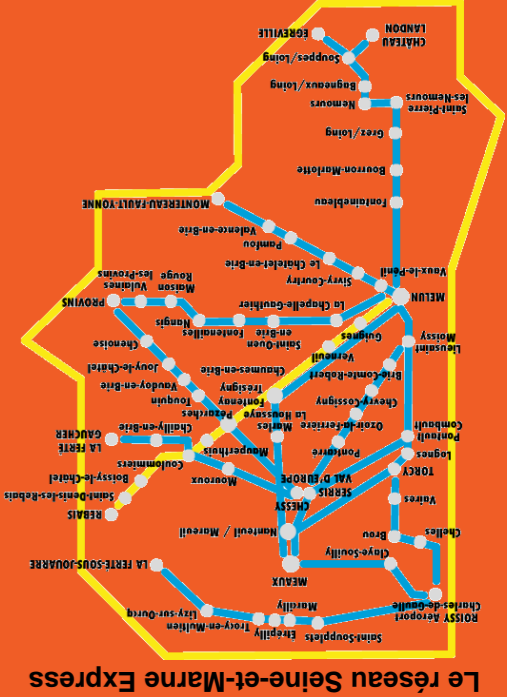 Le réseau Seine-et-Marne Express
Saint-Soupplets
Etrépilly
Trocy-en-Multien
ROISSY Aéroport
Charles-de-Gaulle
Marcilly
Lizy-sur-Ourcq
MEAUX
LA FERTÉ-SOUS-JOUARRE
Claye-Souilly
Chelles
Brou
Nanteuil / Mareuil
Vaires
CHESSY
SERRIS
VAL D'EUROPE
REBAIS
Saint-Denis-les-Rebais
Boissy-le-Châtel
TORCY
Mouroux
Coulommiers
Lognes
Pontcarré
Mauperthuis
Pontault
Combault
LA FERTÉ
GAUCHER
Chailly-en-Brie
Marles
Ozoir-la-Ferrière
La Houssaye
Pézarches
Chevry-Cossigny
Fontenay
Trésigny
Touquin
Vaudoy-en-Brie
Brie-Comte-Robert
Chaumes-en-Brie
Jouy-le-Châtel
Verneuil
Lieusaint
Moissy
Guignes
Chenoise
Saint-Ouen
en-Brie
Fontenailles
Nangis
La Chapelle-Gauthier
MELUN
PROVINS
Vulaines
les-Provins
Maison
Rouge
Vaux-le-Pénil
Sivry-Courtry
Le Châtelet-en-Brie
Pamfou
Valence-en-Brie
Fontainebleau
MONTEREAU-FAULT-YONNE
Bourron-Marlotte
Grez/Loing
Saint-Pierre
lès-Nemours
Nemours
Bagneaux/Loing
Souppes/Loing
CHÂTEAU
LANDON
ÉGREVILLE